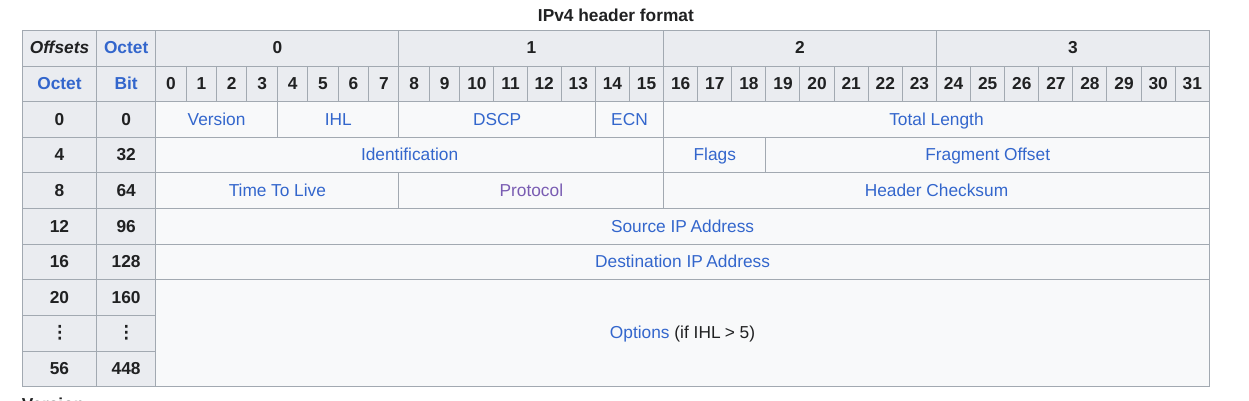 IPv4 header format
Offsets Octet 0 1 2 3
Octet Bit 0 1 2 3 4 5 6 7 8 9 10 11 12 13 14 15 16 17 18 19 20 21 22 23 24 25 26 27 28 29 30 31
0 0 Version IHL DSCP ECN Total Length
4 32 Identification Flags Fragment Offset
8 64 Time To Live Protocol Header Checksum
12 96 Source IP Address
16 128 Destination IP Address
20 160
⋮ ⋮ Options (if IHL > 5)
56 448